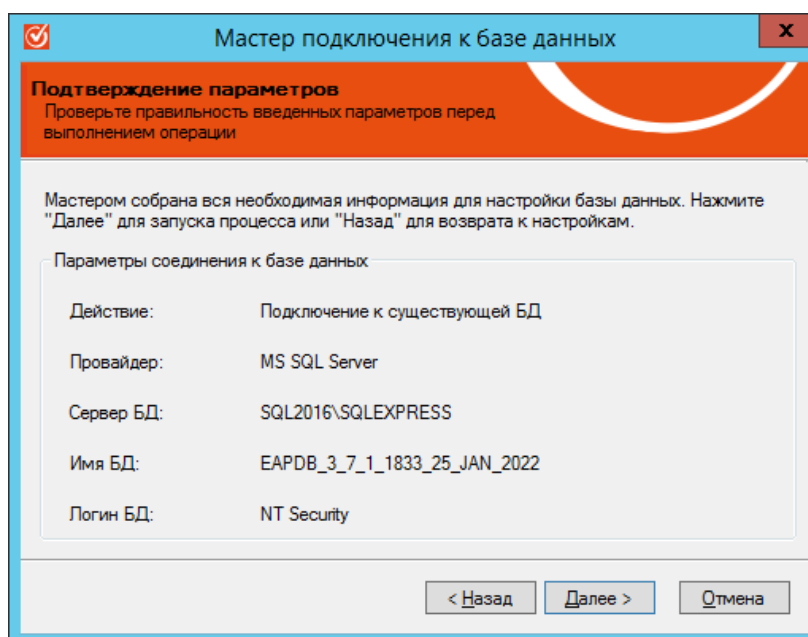 Мастер подключения к базе данных
x
Подтверждение параметров
Проверьте правильность введенных параметров перед
выполнением операции
Мастером собрана вся необходимая информация для настройки базы данных. Нажмите
"Далее" для запуска процесса или "Назад" для возврата к настройкам.
Параметры соединения к базе данных
Действие: Подключение к существующей БД
Провайдер: MS SQL Server
Сервер БД: SQL2016\SQLEXPRESS
Имя БД: EAPDB_3_7_1_1833_25_JAN_2022
Логин БД: NT Security
< Назад Далее > Отмена